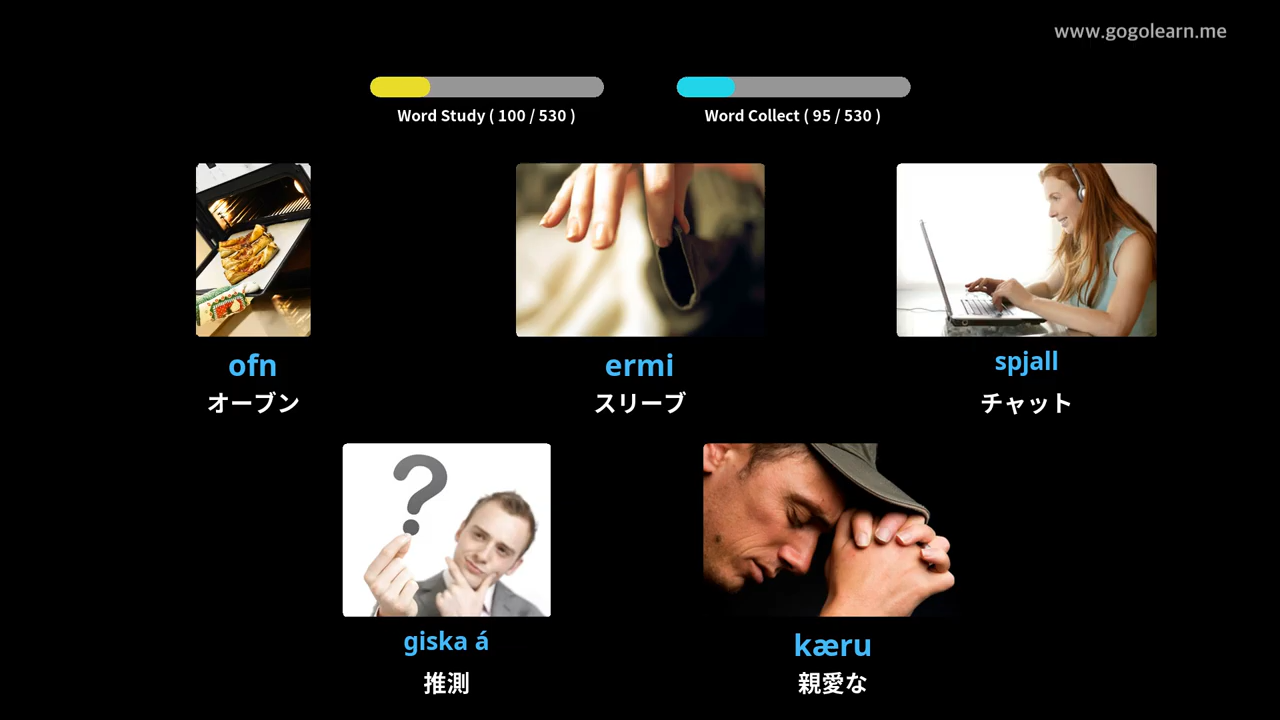 www.gogolearn.me
Word Study ( 100 / 530 )
Word Collect ( 95 / 530 )
ofn
オーブン
ermi
スリーブ
spjall
チャット
giska á
推測
kæru
親愛な